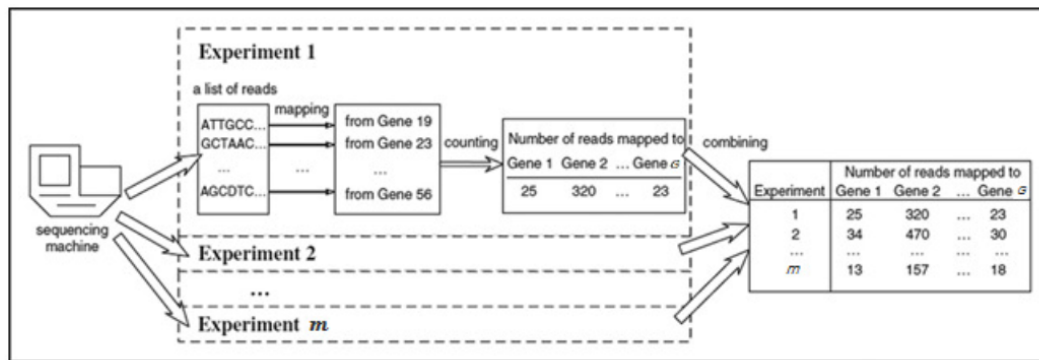 Experiment 1
a list of reads
mapping
ATTGCC...
GCTAAC...
...
AGCDTC...
...
from Gene 19
from Gene 23
...
from Gene 56
counting
Number of reads mapped to
Gene 1 Gene 2 ... Gene G
25 320 ... 23
combining
sequencing
machine
Experiment 2
...
Experiment m
Number of reads mapped to
Experiment Gene 1 Gene 2 ... Gene G
1 25 320 ... 23
2 34 470 ... 30
... ... ... ...
m 13 157 ... 18